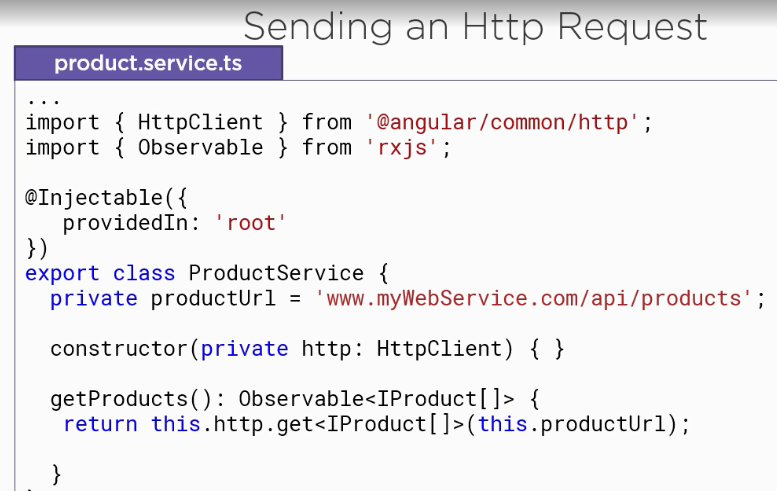 Sending an Http Request
product.service.ts
...
import { HttpClient } from '@angular/common/http';
import { Observable } from 'rxjs';
@Injectable({
providedIn: 'root'
})
export class ProductService {
private productUrl = 'www.myWebService.com/api/products';
constructor(private http: HttpClient) { }
getProducts(): Observable<IProduct[]> {
return this.http.get<IProduct[]>(this.productUrl);
}